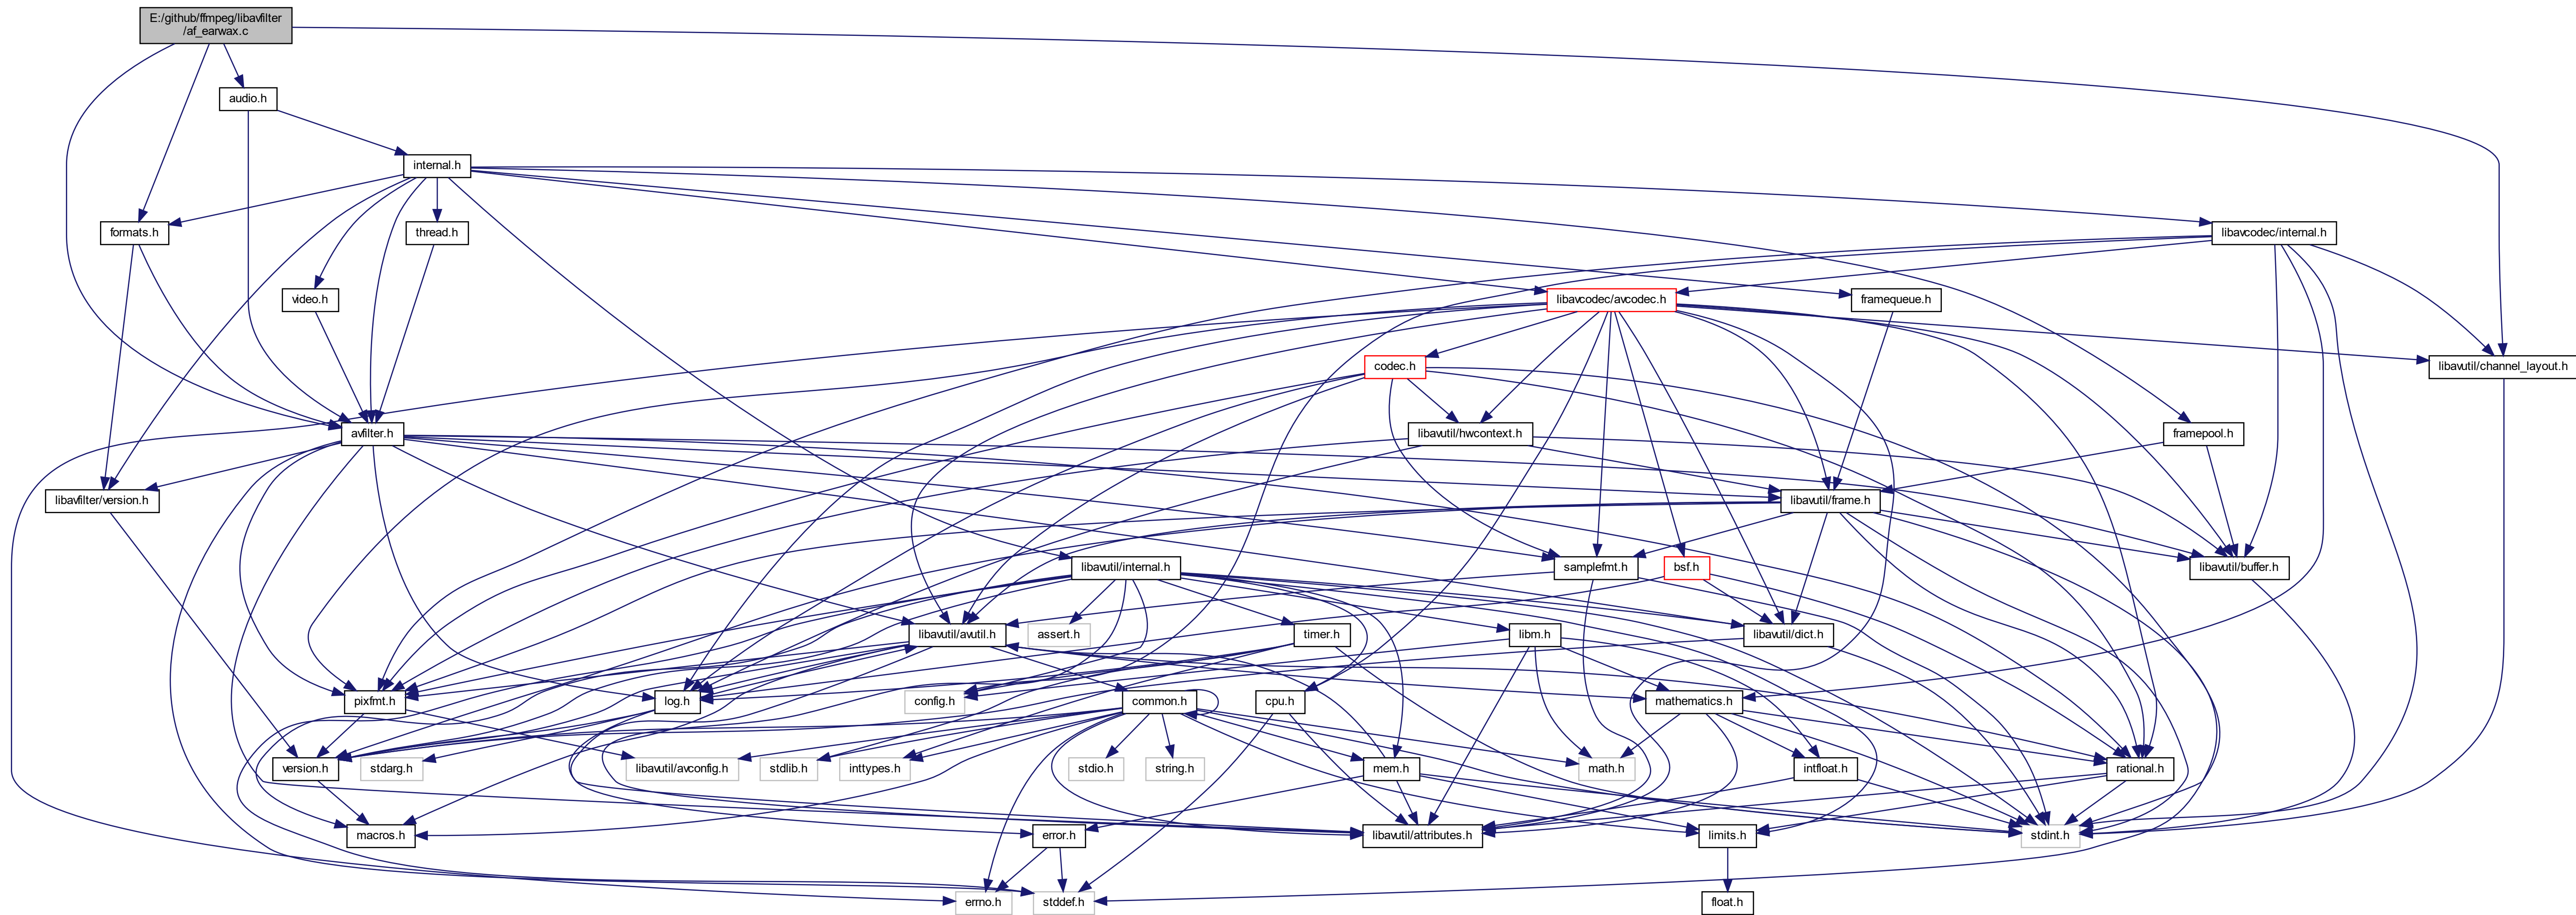 E:/github/ffmpeg/libavfilter
/af_earwax.c
audio.h
internal.h
formats.h
thread.h
libavcodec/internal.h
video.h
libavcodec/avcodec.h
framequeue.h
codec.h
libavutil/channel_layout.h
avfilter.h
libavutil/hwcontext.h
framepool.h
libavfilter/version.h
libavutil/frame.h
libavutil/internal.h
samplefmt.h
bsf.h
libavutil/buffer.h
libavutil/avutil.h
assert.h
timer.h
libm.h
libavutil/dict.h
pixfmt.h
log.h
config.h
common.h
cpu.h
mathematics.h
version.h
stdarg.h
libavutil/avconfig.h
stdlib.h
inttypes.h
stdio.h
string.h
mem.h
math.h
intfloat.h
rational.h
macros.h
error.h
libavutil/attributes.h
limits.h
stdint.h
errno.h
stddef.h
float.h